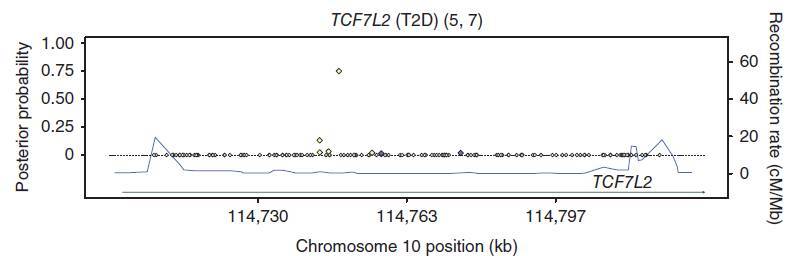 TCF7L2 (T2D) (5, 7)
Posterior probability
1.00
0.75
0.50
0.25
0
Recombination rate (cM/Mb)
60
40
20
0
TCF7L2
114,730 114,763 114,797
Chromosome 10 position (kb)